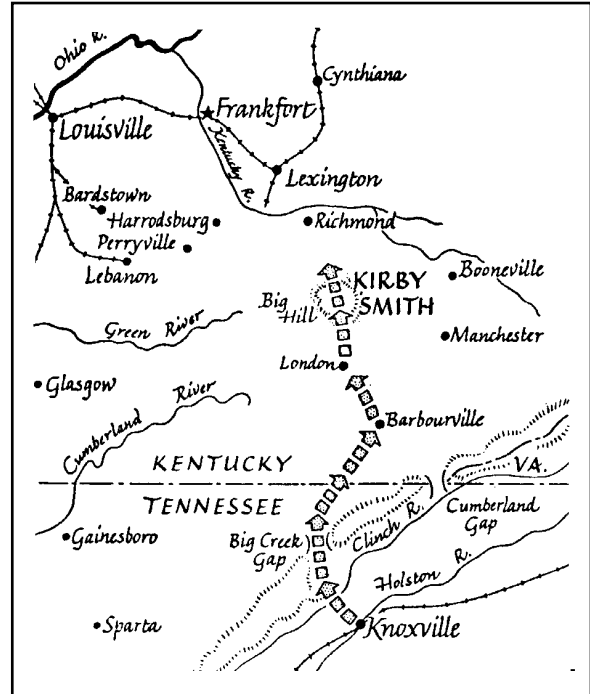 Ohio R.
Cynthiana
Frankfort
Louisville
Kentucky R.
Lexington
Bardstown
Harrodsburg
Richmond
Perryville
Lebanon
Booneville
KIRBY
SMITH
Big
Hill
Green River
Manchester
London
Glasgow
Cumberland River
Barbourville
KENTUCKY
VA.
TENNESSEE
Cumberland
Gap
Gainesboro
Big Creek
Gap
Clinch R.
Holston R.
Sparta
Knoxville